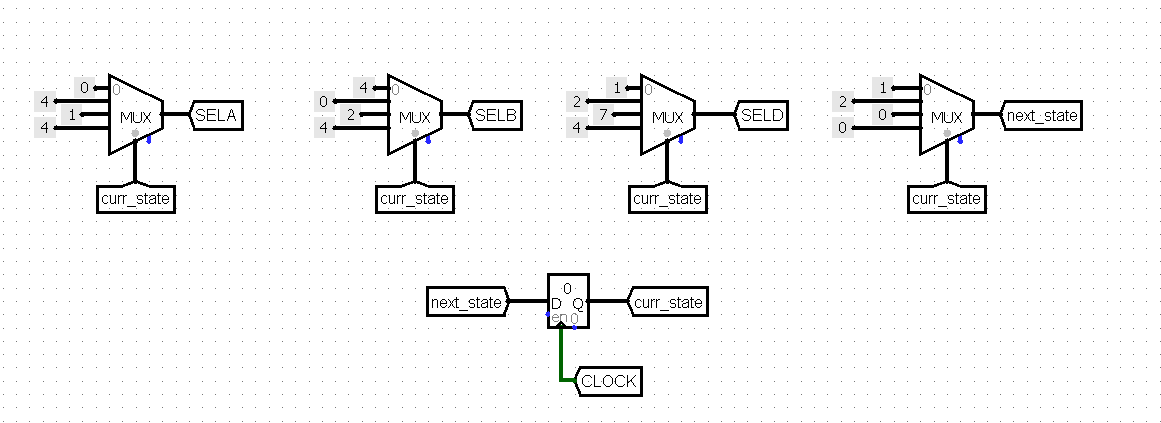 0 4 1 4 0 MUX SELA curr_state
4 0 2 4 0 MUX SELB curr_state
1 2 7 4 0 MUX SELD curr_state
1 2 0 0 0 MUX next_state curr_state
next_state 0 D Q en 0 curr_state
CLOCK